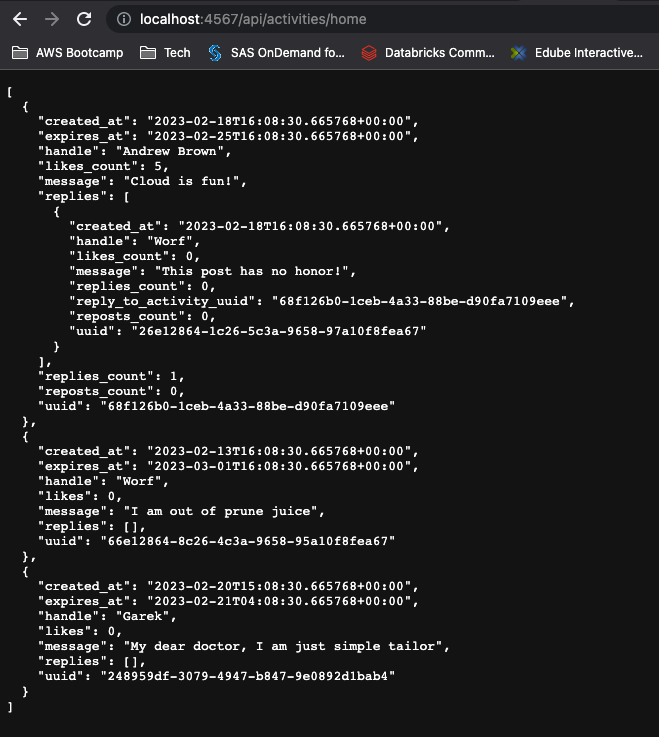 localhost:4567/api/activities/home
AWS Bootcamp Tech SAS OnDemand fo... Databricks Comm... Edube Interactive...
[
  {
    "created_at": "2023-02-18T16:08:30.665768+00:00",
    "expires_at": "2023-02-25T16:08:30.665768+00:00",
    "handle": "Andrew Brown",
    "likes_count": 5,
    "message": "Cloud is fun!",
    "replies": [
      {
        "created_at": "2023-02-18T16:08:30.665768+00:00",
        "handle": "Worf",
        "likes_count": 0,
        "message": "This post has no honor!",
        "replies_count": 0,
        "reply_to_activity_uuid": "68f126b0-1ceb-4a33-88be-d90fa7109eee",
        "reposts_count": 0,
        "uuid": "26e12864-1c26-5c3a-9658-97a10f8fea67"
      }
    ],
    "replies_count": 1,
    "reposts_count": 0,
    "uuid": "68f126b0-1ceb-4a33-88be-d90fa7109eee"
  },
  {
    "created_at": "2023-02-13T16:08:30.665768+00:00",
    "expires_at": "2023-03-01T16:08:30.665768+00:00",
    "handle": "Worf",
    "likes": 0,
    "message": "I am out of prune juice",
    "replies": [],
    "uuid": "66e12864-8c26-4c3a-9658-95a10f8fea67"
  },
  {
    "created_at": "2023-02-20T15:08:30.665768+00:00",
    "expires_at": "2023-02-21T04:08:30.665768+00:00",
    "handle": "Garek",
    "likes": 0,
    "message": "My dear doctor, I am just simple tailor",
    "replies": [],
    "uuid": "248959df-3079-4947-b847-9e0892d1bab4"
  }
]